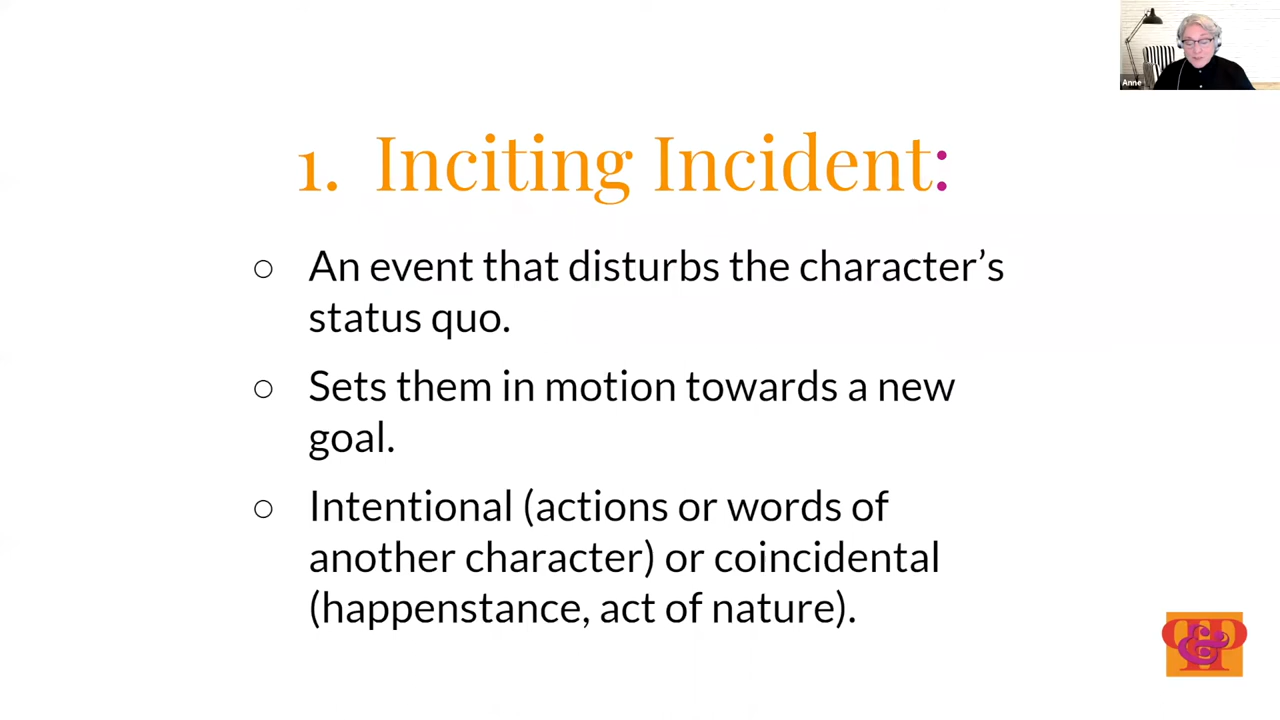 Anne
1. Inciting Incident:
○ An event that disturbs the character’s
status quo.
○ Sets them in motion towards a new
goal.
○ Intentional (actions or words of
another character) or coincidental
(happenstance, act of nature).
P&P